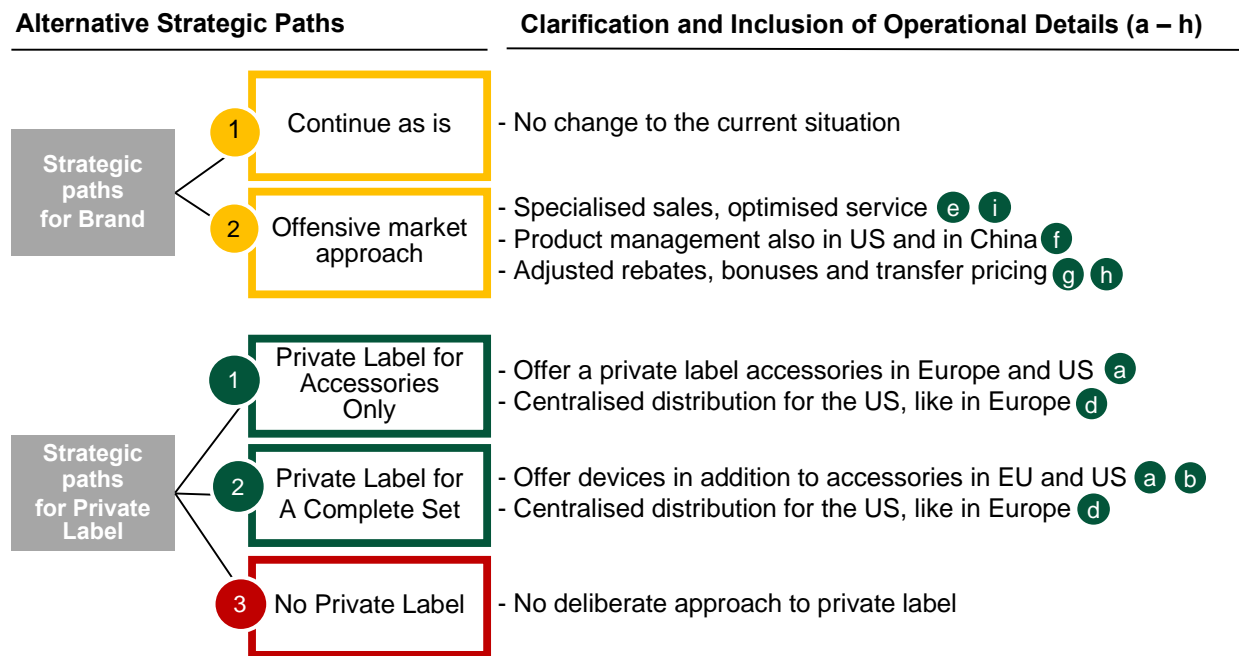 Alternative Strategic Paths
Clarification and Inclusion of Operational Details (a – h)
Strategic
paths
for Brand
1
Continue as is
- No change to the current situation
2
Offensive market
approach
- Specialised sales, optimised service e i
- Product management also in US and in China f
- Adjusted rebates, bonuses and transfer pricing g h
Strategic
paths
for Private
Label
1
Private Label for
Accessories
Only
- Offer a private label accessories in Europe and US a
- Centralised distribution for the US, like in Europe d
2
Private Label for
A Complete Set
- Offer devices in addition to accessories in EU and US a b
- Centralised distribution for the US, like in Europe d
3
No Private Label
- No deliberate approach to private label